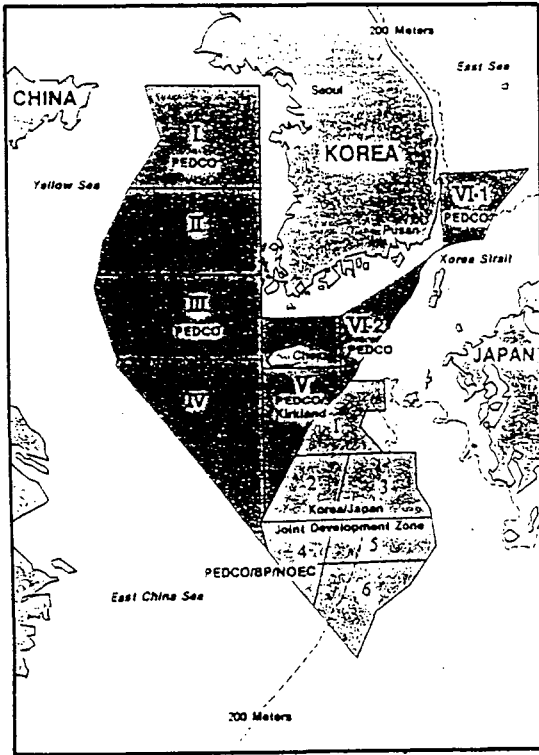 200 Meters
East Sea
CHINA
Seoul
KOREA
I
PEDCO
Yellow Sea
VI-1
PEDCO
II
Pusan
Korea Strait
III
PEDCO
VI-2
PEDCO
Cheju
JAPAN
IV
V
PEDCO/
Kirkland
1
2
3
Korea/Japan
Joint Development Zone
4
5
PEDCO/BP/NOEC
6
East China Sea
200 Meters